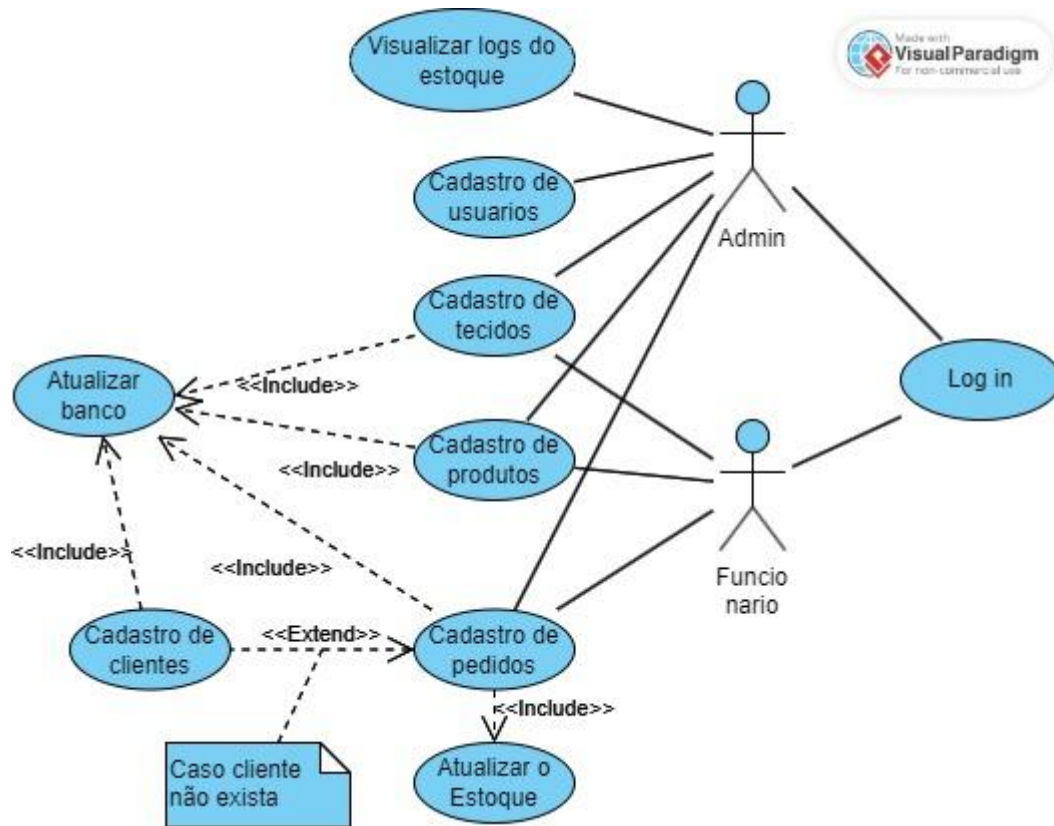 Visualizar logs do
estoque
Made with
Visual Paradigm
For non-commercial use
Cadastro de
usuarios
Admin
Cadastro de
tecidos
Atualizar
banco
<<Include>>
Log in
Cadastro de
produtos
<<Include>>
<<Include>>
<<Include>>
Funcio
nario
Cadastro de
clientes
<<Extend>>
Cadastro de
pedidos
<<Include>>
Caso cliente
não exista
Atualizar o
Estoque